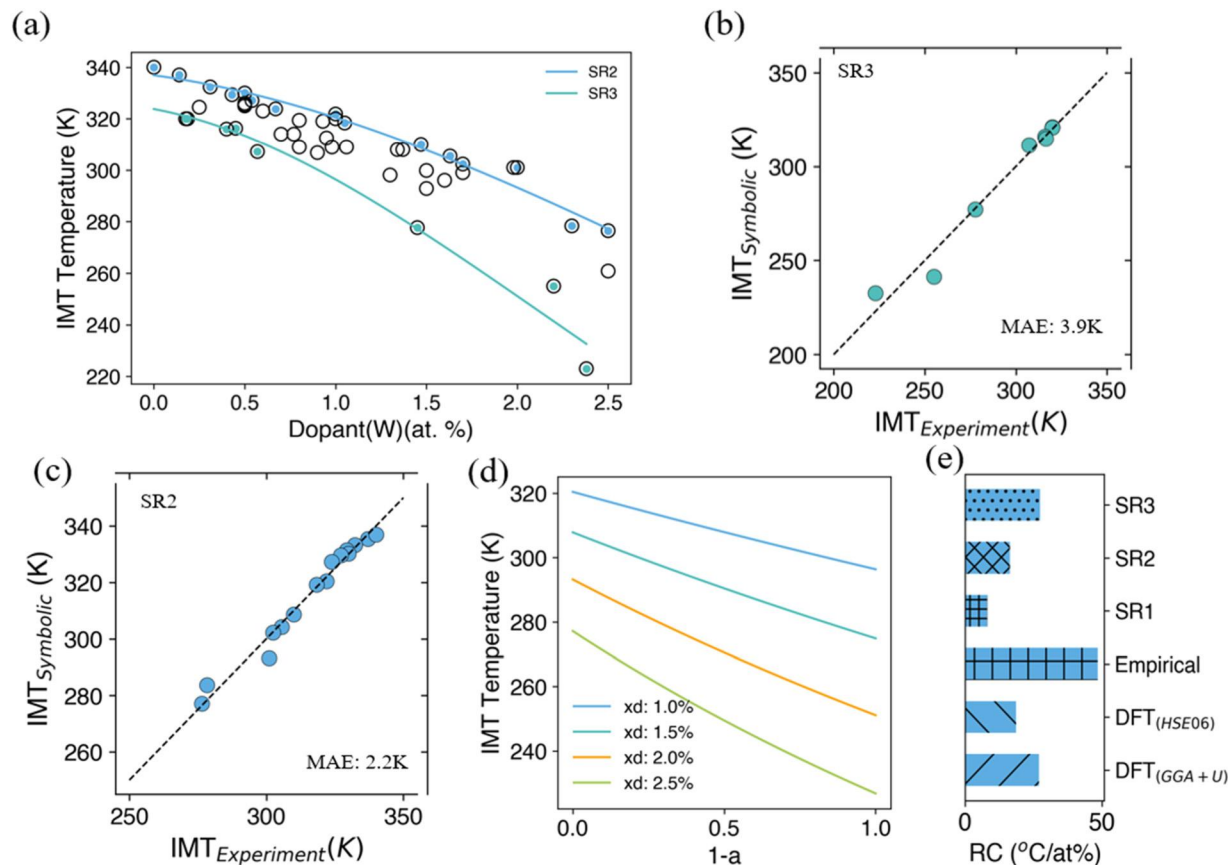 (a)
IMT Temperature (K)
340
320
300
280
260
240
220
SR2
SR3
0.0 0.5 1.0 1.5 2.0 2.5
Dopant(W)(at. %)
(b)
IMT_Symbolic (K)
350
300
250
200
SR3
MAE: 3.9K
200 250 300 350
IMT_Experiment(K)
(c)
IMT_Symbolic (K)
340
320
300
280
260
SR2
MAE: 2.2K
250 300 350
IMT_Experiment(K)
(d)
IMT Temperature (K)
320
300
280
260
240
xd: 1.0%
xd: 1.5%
xd: 2.0%
xd: 2.5%
0.0 0.5 1.0
1-a
(e)
SR3
SR2
SR1
Empirical
DFT(HSE06)
DFT(GGA + U)
0 50
RC (°C/at%)